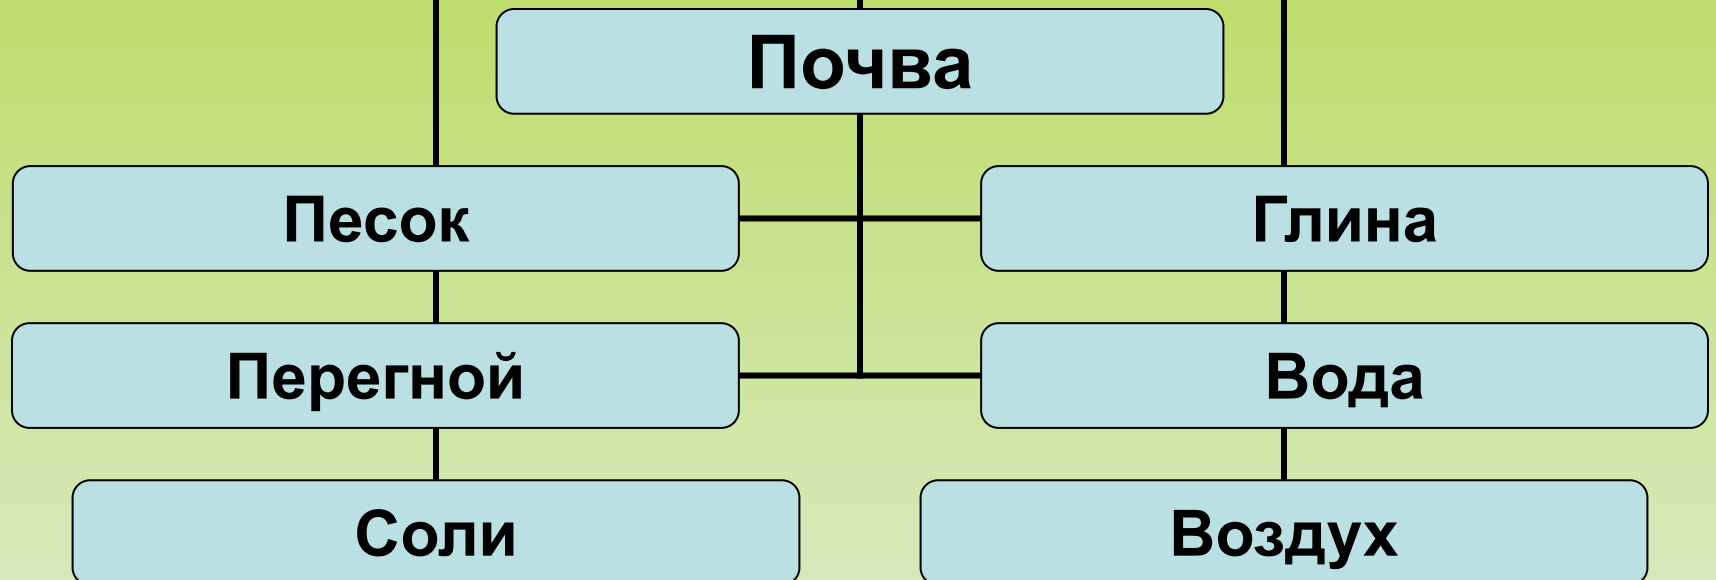 Почва
Песок
Глина
Перегной
Вода
Соли
Воздух